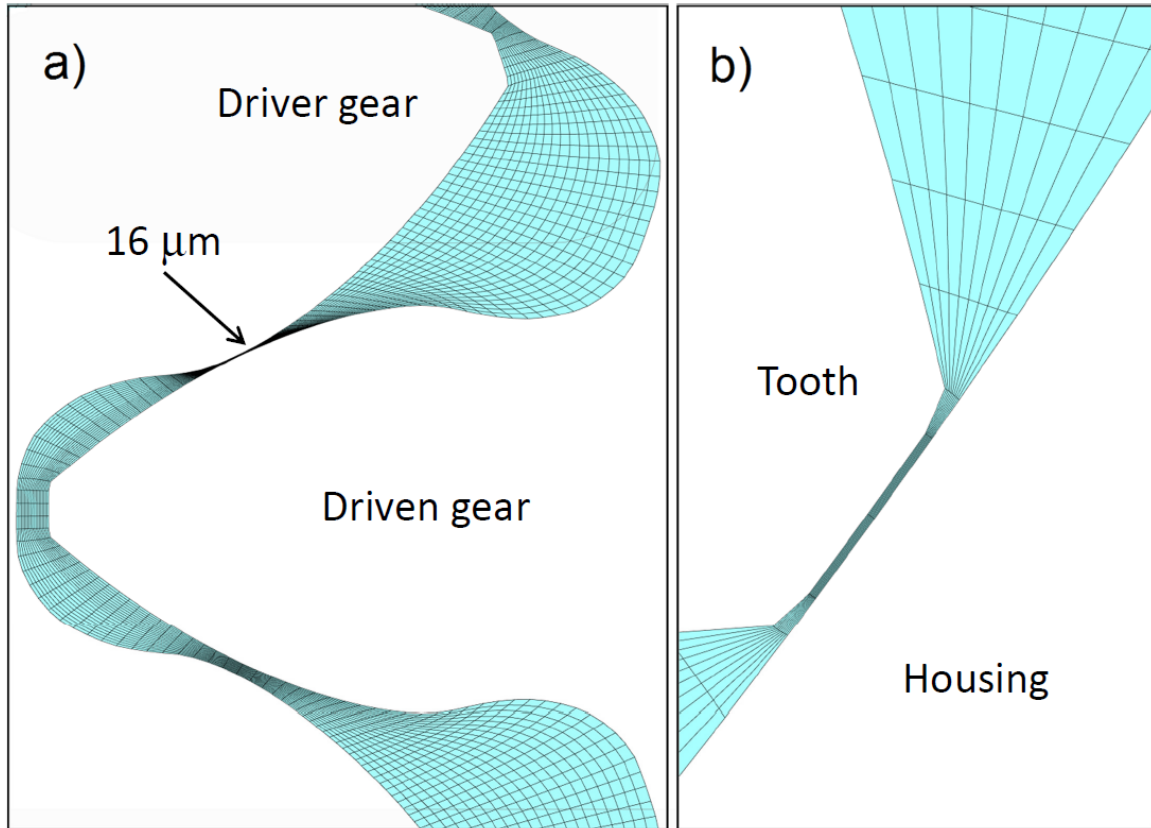 a)
Driver gear
16 μm
Driven gear
b)
Tooth
Housing